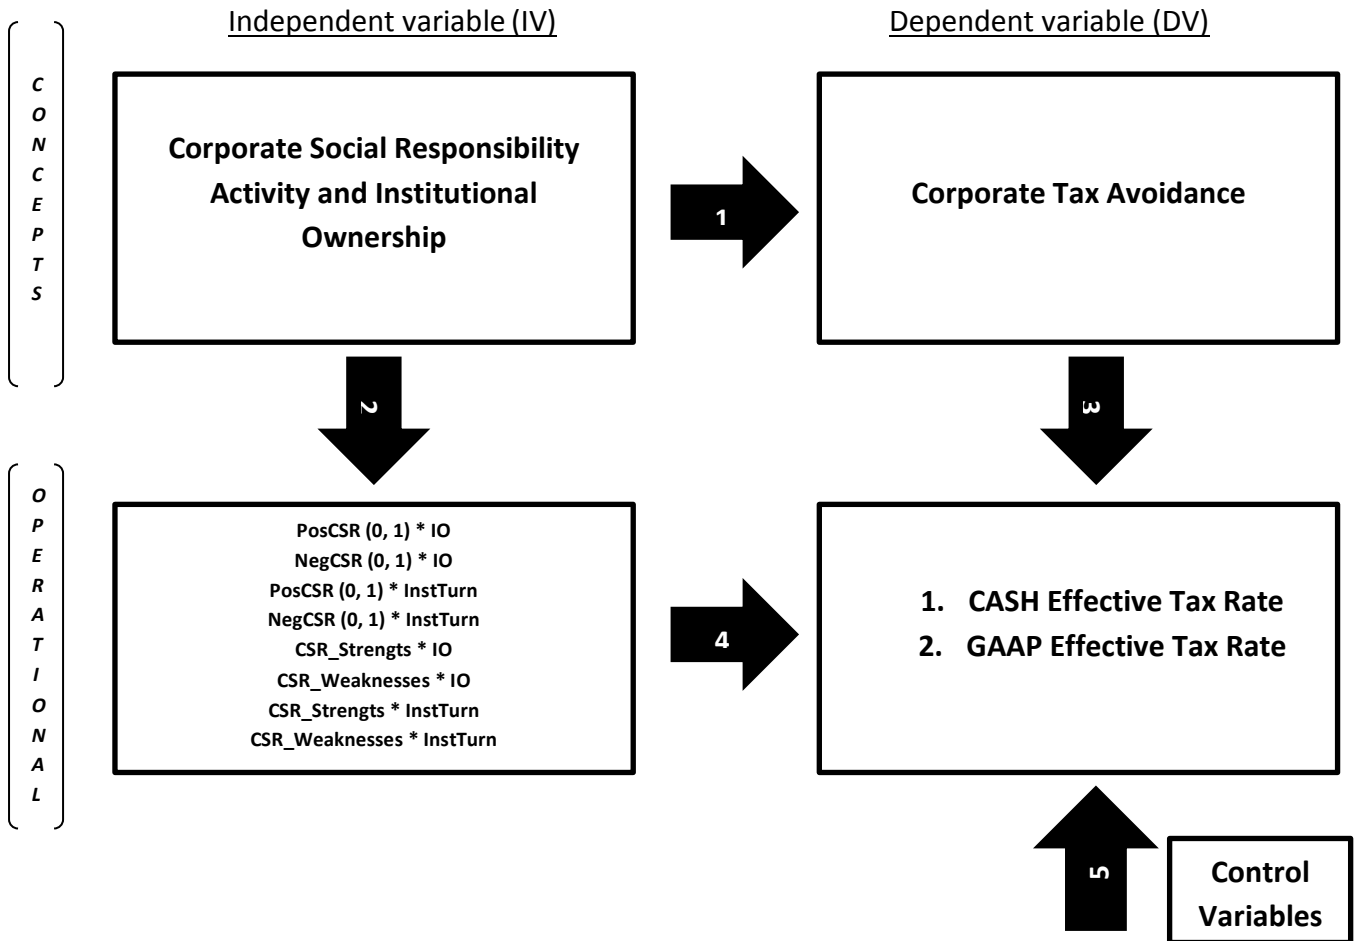 Independent variable (IV)
Dependent variable (DV)
CONCEPTS
Corporate Social Responsibility
Activity and Institutional
Ownership
1
Corporate Tax Avoidance
2
3
OPERATIONAL
PosCSR (0, 1) * IO
NegCSR (0, 1) * IO
PosCSR (0, 1) * InstTurn
NegCSR (0, 1) * InstTurn
CSR_Strengts * IO
CSR_Weaknesses * IO
CSR_Strengts * InstTurn
CSR_Weaknesses * InstTurn
4
1. CASH Effective Tax Rate
2. GAAP Effective Tax Rate
5
Control
Variables